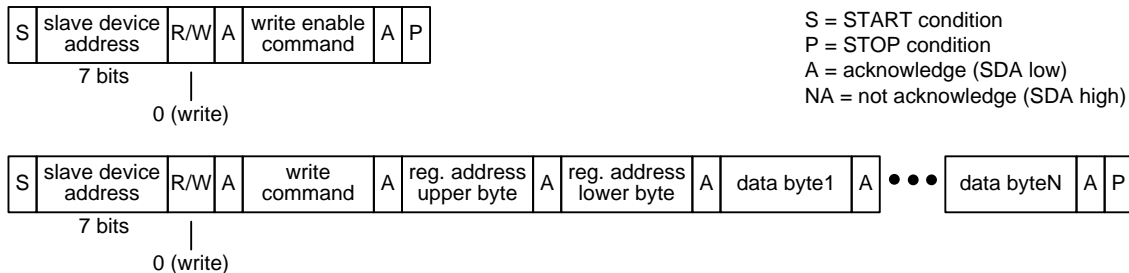 S slave device address R/W A write enable command A P
7 bits
0 (write)
S = START condition
P = STOP condition
A = acknowledge (SDA low)
NA = not acknowledge (SDA high)
S slave device address R/W A write command A reg. address upper byte A reg. address lower byte A data byte1 A ●●● data byteN A P
7 bits
0 (write)